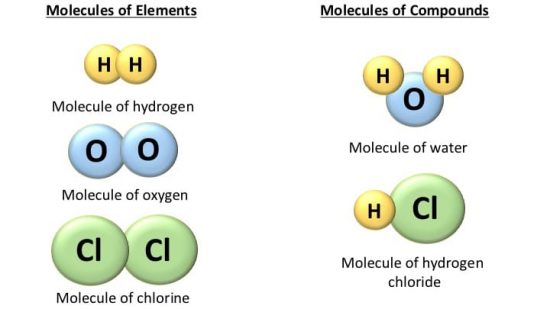 Molecules of Elements
H H
Molecule of hydrogen
O O
Molecule of oxygen
Cl Cl
Molecule of chlorine
Molecules of Compounds
H H
O
Molecule of water
H Cl
Molecule of hydrogen
chloride